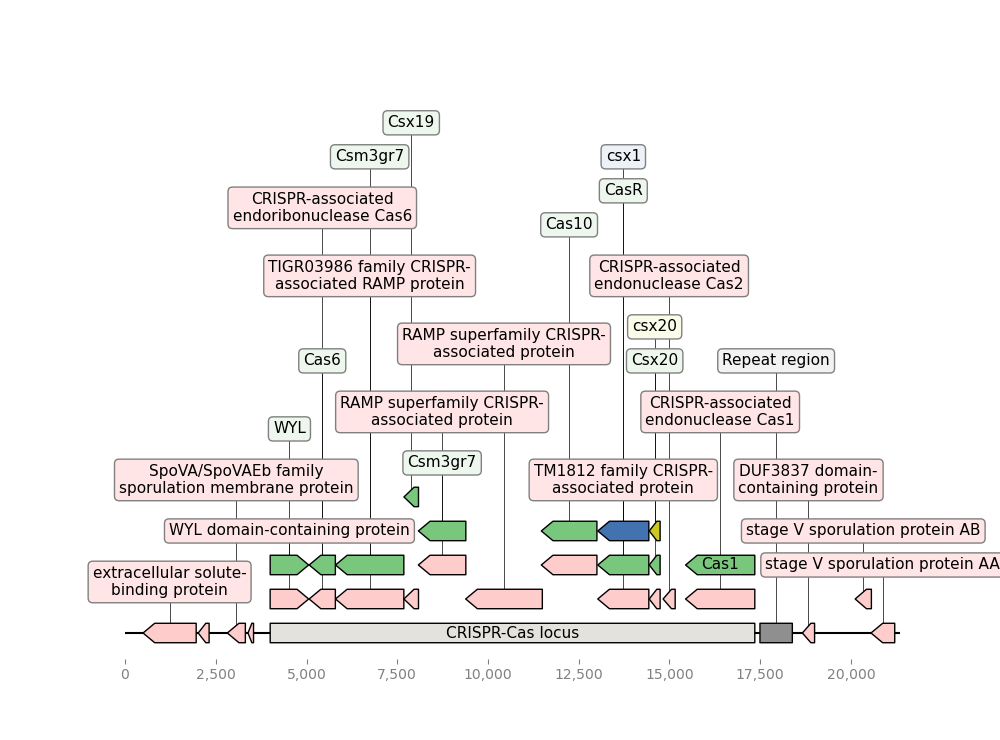 Csx19
Csm3gr7
csx1
CasR
CRISPR-associated
endoribonuclease Cas6
Cas10
TIGR03986 family CRISPR-
associated RAMP protein
CRISPR-associated
endonuclease Cas2
csx20
RAMP superfamily CRISPR-
associated protein
Cas6
Csx20
Repeat region
RAMP superfamily CRISPR-
associated protein
CRISPR-associated
endonuclease Cas1
WYL
Csm3gr7
SpoVA/SpoVAEb family
sporulation membrane protein
TM1812 family CRISPR-
associated protein
DUF3837 domain-
containing protein
WYL domain-containing protein
stage V sporulation protein AB
Cas1
stage V sporulation protein AA
extracellular solute-
binding protein
CRISPR-Cas locus
0
2,500
5,000
7,500
10,000
12,500
15,000
17,500
20,000